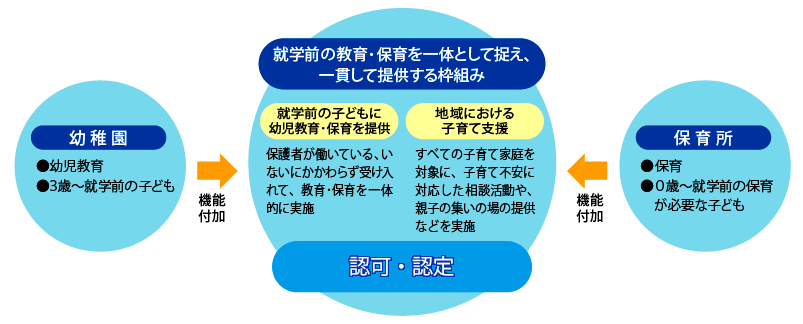 就学前の教育・保育を一体として捉え、
一貫して提供する枠組み
幼稚園
●幼児教育
●3歳〜就学前の子ども
機能
付加
就学前の子どもに
幼児教育・保育を提供
保護者が働いている、い
ないにかかわらず受け入
れて、教育・保育を一体
的に実施
地域における
子育て支援
すべての子育て家庭を
対象に、子育て不安に
対応した相談活動や、
親子の集いの場の提供
などを実施
認可・認定
機能
付加
保育所
●保育
●0歳〜就学前の保育
が必要な子ども